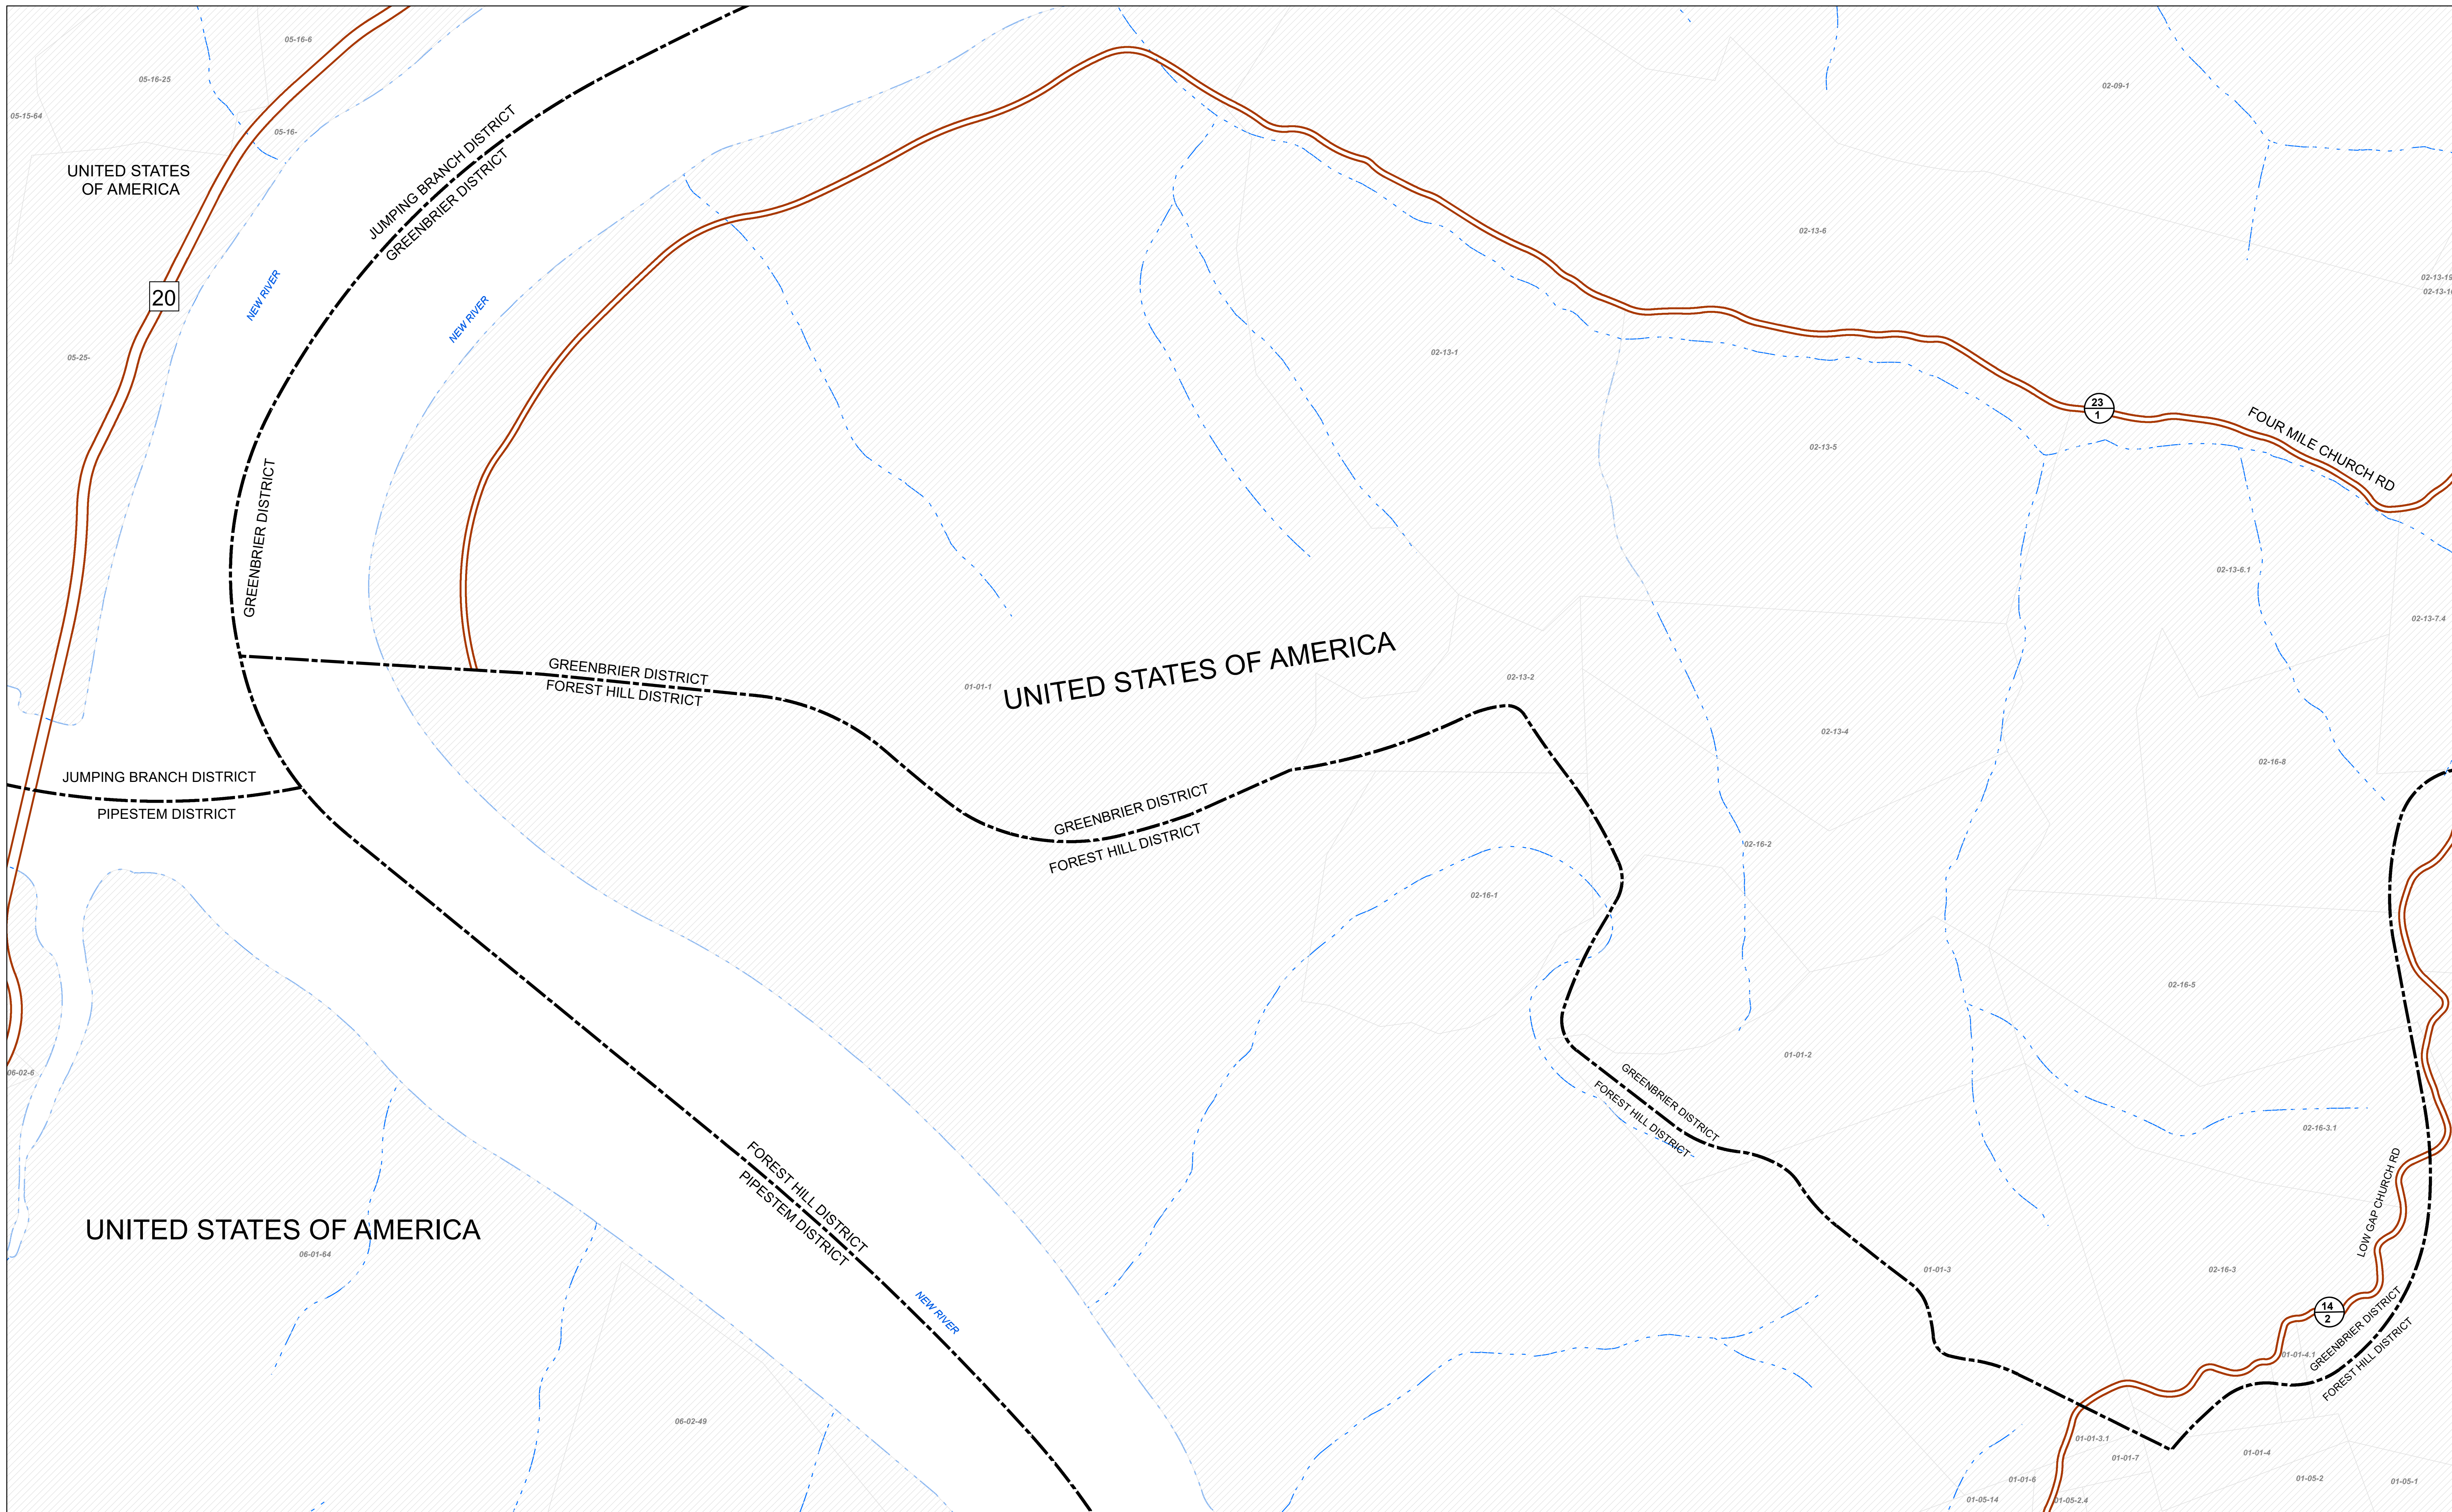 05-16-6
05-16-25
02-09-1
05-15-64
05-16-
UNITED STATES
OF AMERICA
JUMPING BRANCH DISTRICT
GREENBRIER DISTRICT
02-13-6
02-13-15
02-13-16
20
NEW RIVER
NEW RIVER
05-25-
02-13-1
23
1
FOUR MILE CHURCH RD
02-13-5
GREENBRIER DISTRICT
02-13-6.1
02-13-7.4
GREENBRIER DISTRICT
FOREST HILL DISTRICT
01-01-1
UNITED STATES OF AMERICA
02-13-2
02-13-4
02-16-8
JUMPING BRANCH DISTRICT
PIPESTEM DISTRICT
GREENBRIER DISTRICT
FOREST HILL DISTRICT
02-16-2
02-16-1
02-16-5
01-01-2
06-02-6
GREENBRIER DISTRICT
FOREST HILL DISTRICT
02-16-3.1
LOW GAP CHURCH RD
FOREST HILL DISTRICT
PIPESTEM DISTRICT
UNITED STATES OF AMERICA
06-01-64
01-01-3
02-16-3
NEW RIVER
14
2
GREENBRIER DISTRICT
FOREST HILL DISTRICT
01-01-4.1
06-02-49
01-01-3.1
01-01-7
01-01-4
01-01-6
01-05-2
01-05-1
01-05-14
01-05-2.4